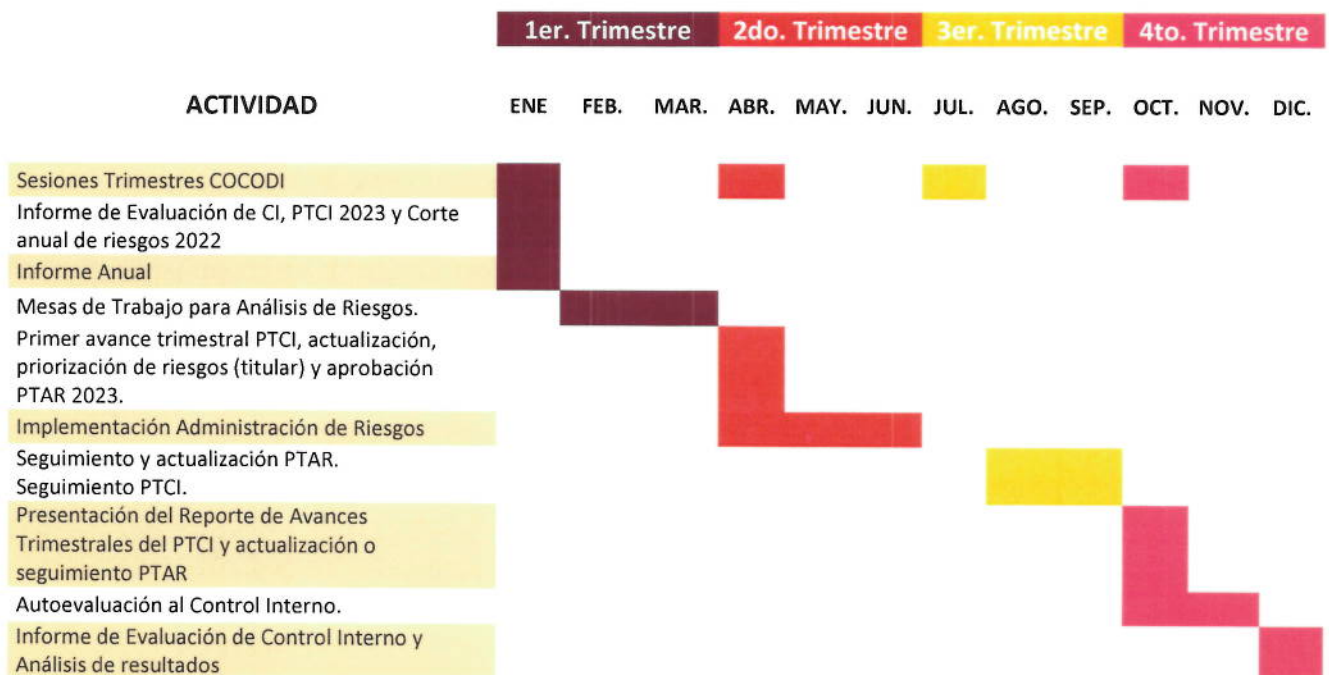 1er. Trimestre 2do. Trimestre 3er. Trimestre 4to. Trimestre
ACTIVIDAD ENE FEB. MAR. ABR. MAY. JUN. JUL. AGO. SEP. OCT. NOV. DIC.
Sesiones Trimestres COCODI
Informe de Evaluación de CI, PTCI 2023 y Corte
anual de riesgos 2022
Informe Anual
Mesas de Trabajo para Análisis de Riesgos.
Primer avance trimestral PTCI, actualización,
priorización de riesgos (titular) y aprobación
PTAR 2023.
Implementación Administración de Riesgos
Seguimiento y actualización PTAR.
Seguimiento PTCI.
Presentación del Reporte de Avances
Trimestrales del PTCI y actualización o
seguimiento PTAR
Autoevaluación al Control Interno.
Informe de Evaluación de Control Interno y
Análisis de resultados